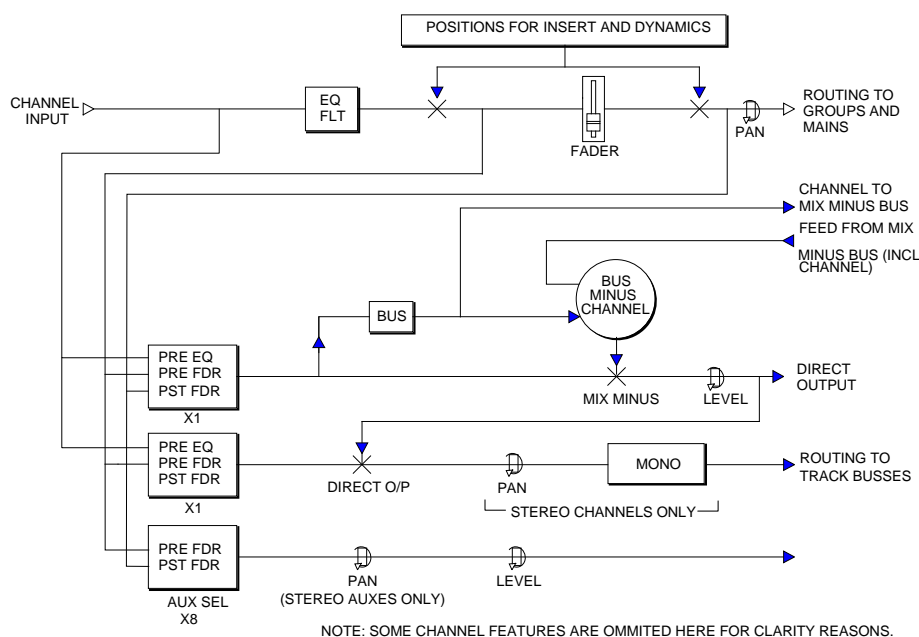 POSITIONS FOR INSERT AND DYNAMICS
CHANNEL
INPUT
EQ
FLT
FADER
PAN
ROUTING TO
GROUPS AND
MAINS
CHANNEL TO
MIX MINUS BUS
FEED FROM MIX
MINUS BUS (INCL
CHANNEL)
BUS
MINUS
CHANNEL
BUS
PRE EQ
PRE FDR
PST FDR
X1
MIX MINUS
LEVEL
DIRECT
OUTPUT
PRE EQ
PRE FDR
PST FDR
X1
DIRECT O/P
PAN
MONO
STEREO CHANNELS ONLY
ROUTING TO
TRACK BUSSES
PRE FDR
PST FDR
AUX SEL
X8
PAN
(STEREO AUXES ONLY)
LEVEL
NOTE: SOME CHANNEL FEATURES ARE OMMITED HERE FOR CLARITY REASONS.